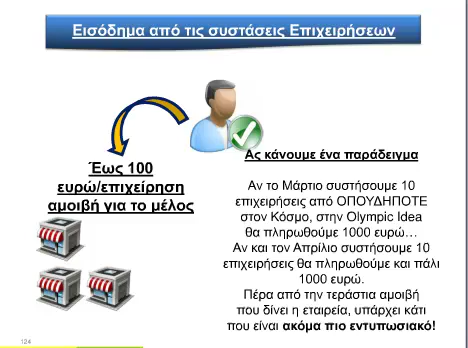 Εισόδημα από τις συστάσεις Επιχειρήσεων
Έως 100
ευρώ/επιχείρηση
αμοιβή για το μέλος
Ας κάνουμε ένα παράδειγμα
Αν το Μάρτιο συστήσουμε 10
επιχειρήσεις από ΟΠΟΥΔΗΠΟΤΕ
στον Κόσμο, στην Olympic Idea
θα πληρωθούμε 1000 ευρώ…
Αν και τον Απρίλιο συστήσουμε 10
επιχειρήσεις θα πληρωθούμε και πάλι
1000 ευρώ.
Πέρα από την τεράστια αμοιβή
που δίνει η εταιρεία, υπάρχει κάτι
που είναι ακόμα πιο εντυπωσιακό!
124